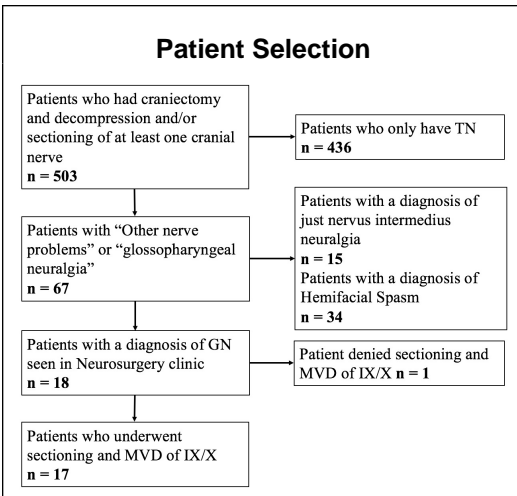 Patient Selection
Patients who had craniectomy
and decompression and/or
sectioning of at least one cranial
nerve
n = 503
Patients who only have TN
n = 436
Patients with “Other nerve
problems” or “glossopharyngeal
neuralgia”
n = 67
Patients with a diagnosis of
just nervus intermedius
neuralgia
n = 15
Patients with a diagnosis of
Hemifacial Spasm
n = 34
Patients with a diagnosis of GN
seen in Neurosurgery clinic
n = 18
Patient denied sectioning and
MVD of IX/X n = 1
Patients who underwent
sectioning and MVD of IX/X
n = 17